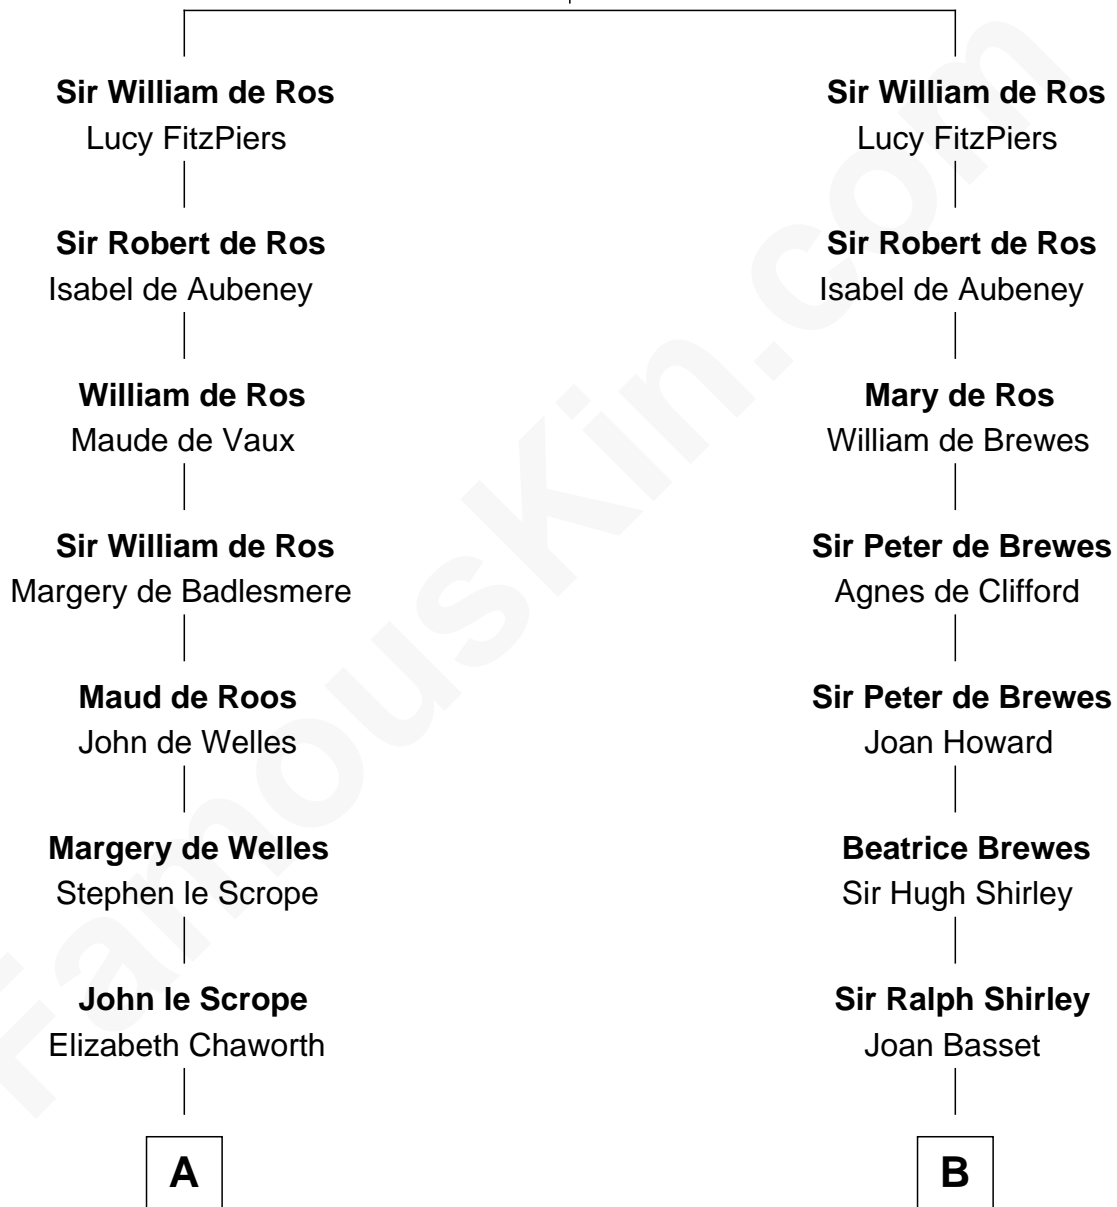 Sir William de Ros
Lucy FitzPiers
Sir Robert de Ros
Isabel de Aubeney
William de Ros
Maude de Vaux
Sir William de Ros
Margery de Badlesmere
Maud de Roos
John de Welles
Margery de Welles
Stephen le Scrope
John le Scrope
Elizabeth Chaworth
A
Sir William de Ros
Lucy FitzPiers
Sir Robert de Ros
Isabel de Aubeney
Mary de Ros
William de Brewes
Sir Peter de Brewes
Agnes de Clifford
Sir Peter de Brewes
Joan Howard
Beatrice Brewes
Sir Hugh Shirley
Sir Ralph Shirley
Joan Basset
B
FamousKin.com